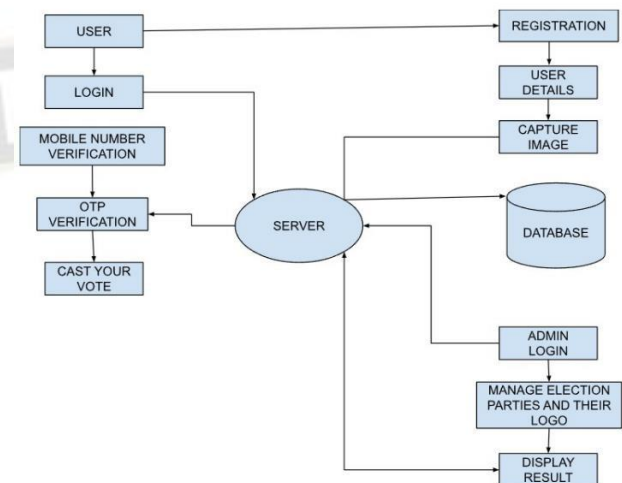 USER
REGISTRATION
LOGIN
USER
DETAILS
MOBILE NUMBER
VERIFICATION
CAPTURE
IMAGE
OTP
VERIFICATION
SERVER
DATABASE
CAST YOUR
VOTE
ADMIN
LOGIN
MANAGE ELECTION
PARTIES AND THEIR
LOGO
DISPLAY
RESULT